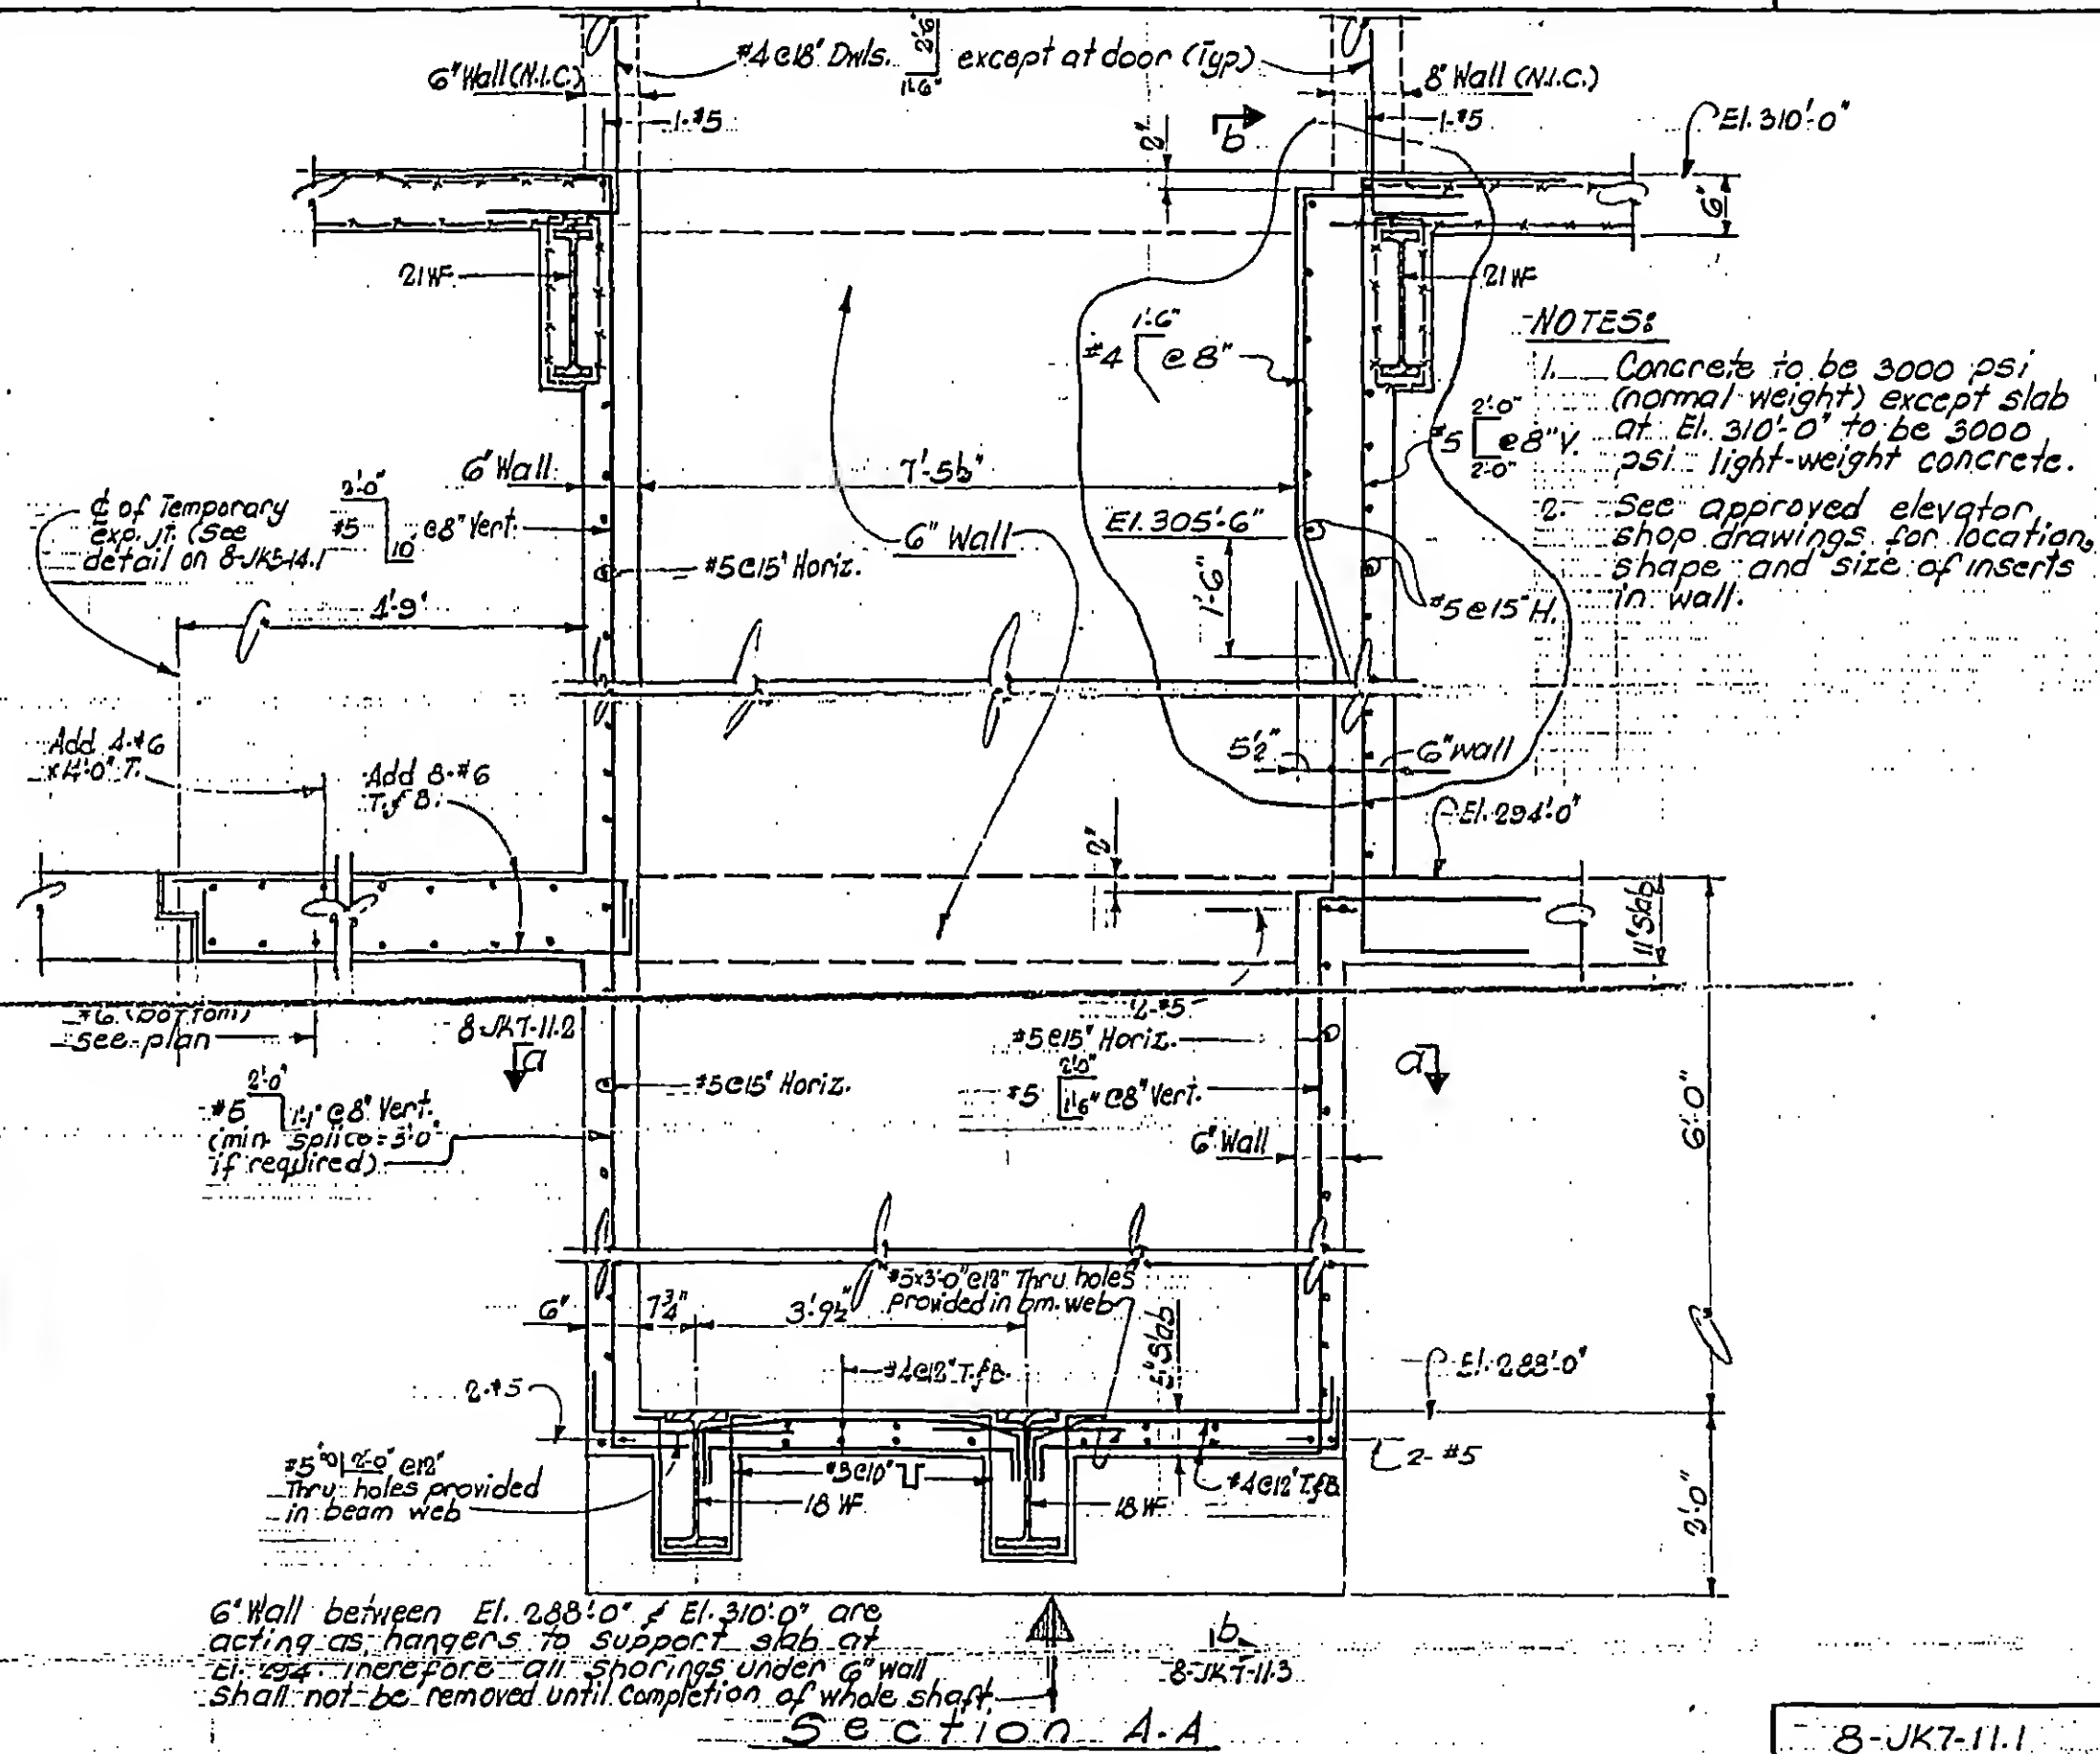 #4@18" Dwls. 2'-6" 1'-6" except at door (Typ)
6" Wall (N.I.C.)
8" Wall (N.I.C.)
1-#5
1-#5
2"
b
El. 310'-0"
6"
21 WF
21 WF
1'-6"
#4 @ 8"
NOTES:
1. Concrete to be 3000 psi
(normal weight) except slab
at El. 310'-0" to be 3000
psi light-weight concrete.
2. See approved elevator
shop drawings for location,
shape and size of inserts
in wall.
2'-0"
#5 @ 8" V.
2'-0"
6" Wall
7'-5½"
℄ of Temporary
exp. jt. (See
detail on 8-JK5-14.1
3'-0"
#5 @8" Vert.
10"
El. 305'-6"
6" Wall
#5@15" Horiz.
1'-6"
#5@15" H.
4'-9"
Add 4-#6
x4'-0" T.
Add 8-#6
T.&B.
5½"
6" wall
El. 294'-0"
2"
11" Slab
2-#5
#6 (bottom)
see plan
8-JK7-11.2
a
#5@15" Horiz.
a
#5@15" Horiz.
2'-0"
#5 @8" Vert.
1'-6"
2'-0"
#5 1'-1" @8" Vert.
(min. splice = 3'-0"
if required)
6" Wall
6'-0"
6"
7¾"
3'-9½"
#5x3'-0"@12" Thru holes
provided in bm. web
5" Slab
#4@12" T.&B.
El. 288'-0"
2-#5
2-#5
#5 2'-0" @12"
Thru holes provided
in beam web
#3@10"
#4@12" T.&B.
18 WF
18 WF
2'-0"
6" Wall between El. 288'-0" & El. 310'-0" are
acting as hangers to support slab at
El. 294. Therefore all shorings under 6" wall
shall not be removed until completion of whole shaft.
b
8-JK7-11.3
Section A-A
8-JK7-11.1